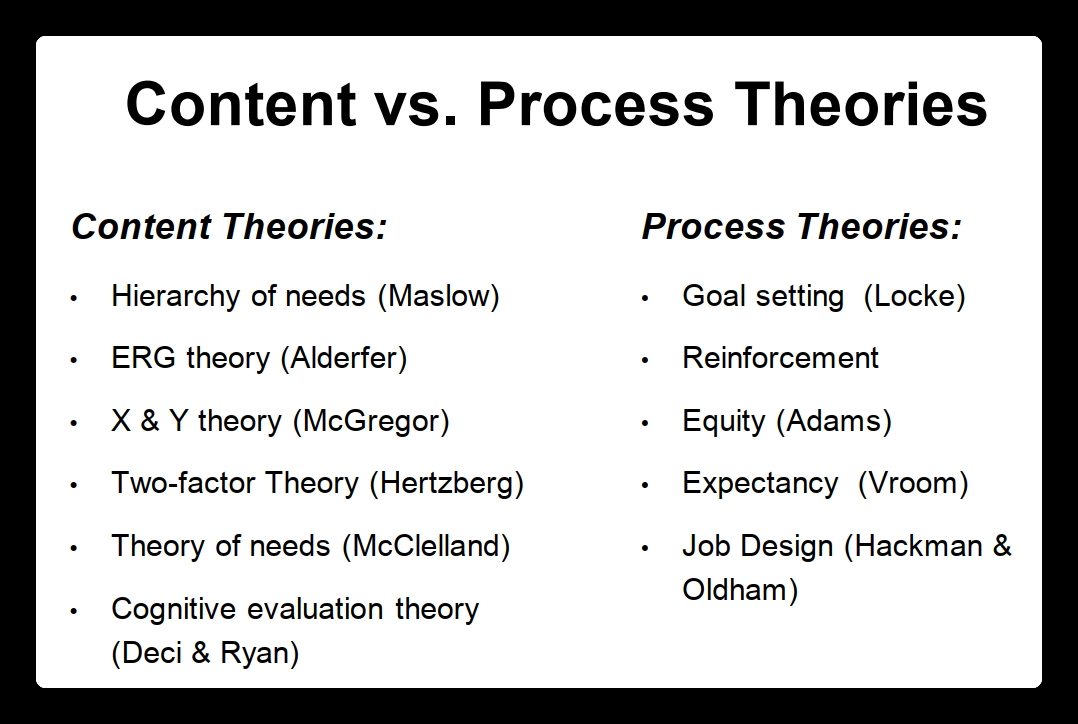 Content vs. Process Theories
Content Theories:
• Hierarchy of needs (Maslow)
• ERG theory (Alderfer)
• X & Y theory (McGregor)
• Two-factor Theory (Hertzberg)
• Theory of needs (McClelland)
• Cognitive evaluation theory
(Deci & Ryan)
Process Theories:
• Goal setting  (Locke)
• Reinforcement
• Equity (Adams)
• Expectancy  (Vroom)
• Job Design (Hackman &
Oldham)